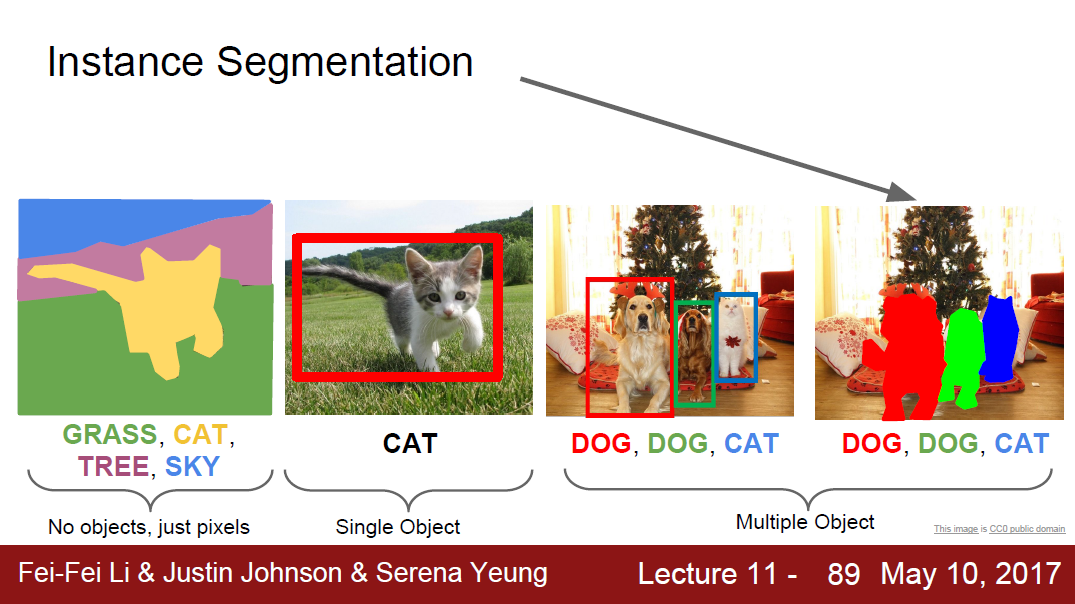 Instance Segmentation
GRASS, CAT,
TREE, SKY
CAT
DOG, DOG, CAT
DOG, DOG, CAT
No objects, just pixels
Single Object
Multiple Object
This image is CC0 public domain
Fei-Fei Li & Justin Johnson & Serena Yeung
Lecture 11 - 89 May 10, 2017